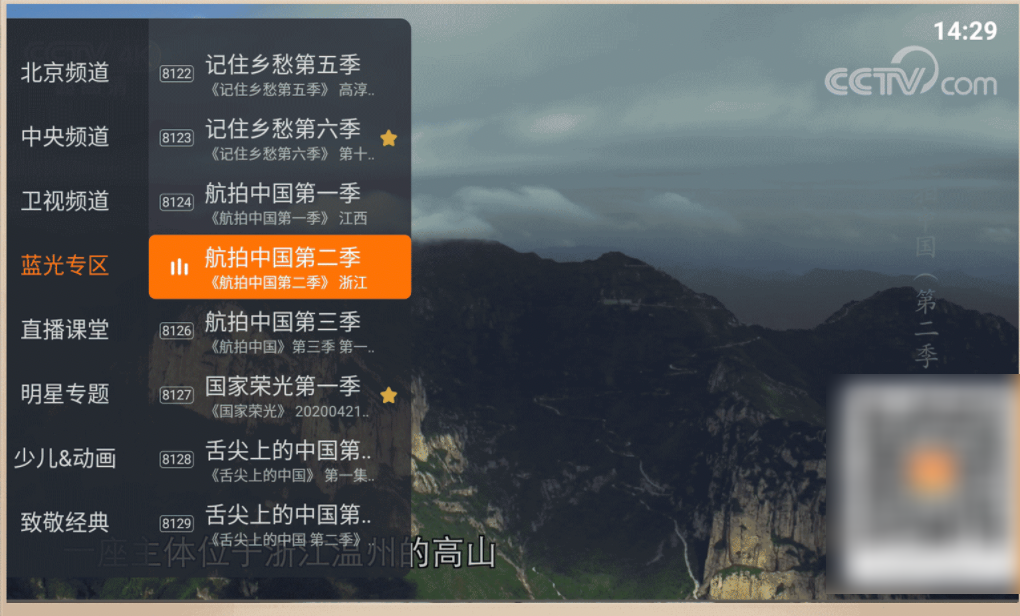 14:29
CCTV.com
北京频道
中央频道
卫视频道
蓝光专区
直播课堂
明星专题
少儿&动画
致敬经典
8122
记住乡愁第五季
《记住乡愁第五季》 高淳..
8123
记住乡愁第六季
《记住乡愁第六季》 第十..
8124
航拍中国第一季
《航拍中国第一季》 江西
航拍中国第二季
《航拍中国第二季》 浙江
8126
航拍中国第三季
《航拍中国》第三季 第一..
8127
国家荣光第一季
《国家荣光》 20200421..
8128
舌尖上的中国第..
《舌尖上的中国》 第一集..
8129
舌尖上的中国第..
《舌尖上的中国 第二季》
国（第二季
一座主体位于浙江温州的高山